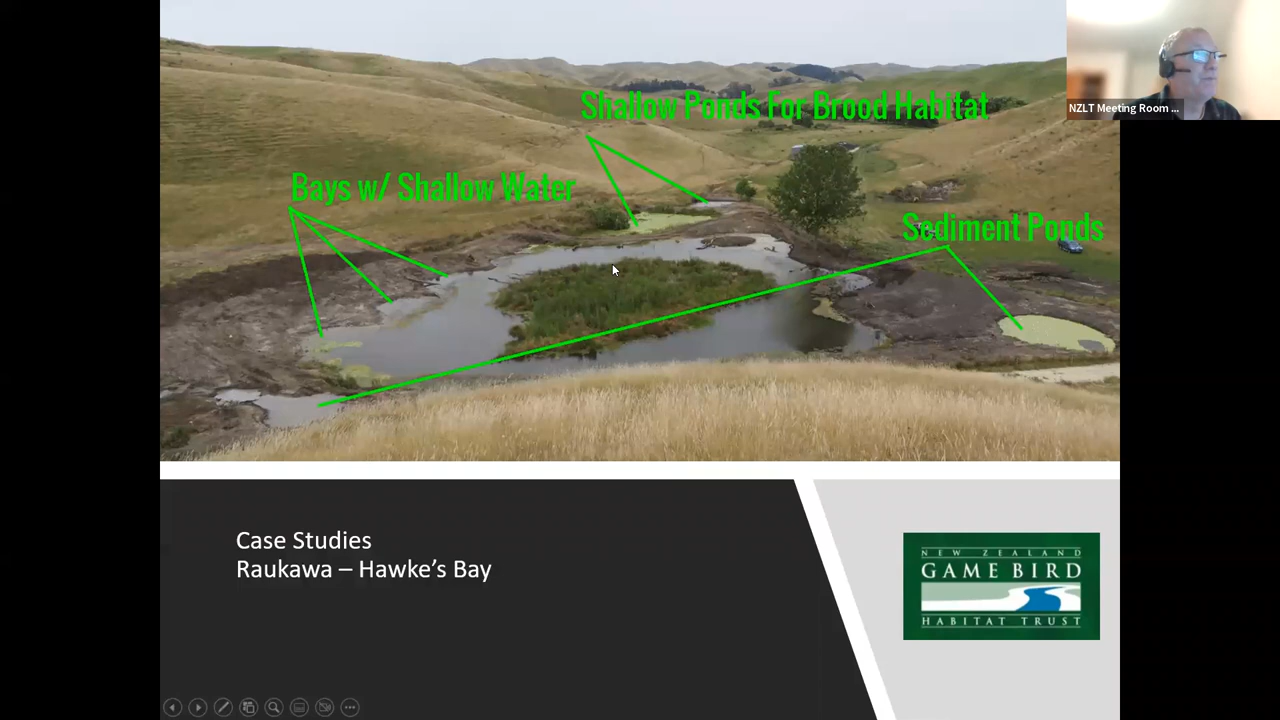 NZLT Meeting Room ...
Shallow Ponds For Brood Habitat
Bays w/ Shallow Water
Sediment Ponds
Case Studies
Raukawa – Hawke's Bay
NEW ZEALAND
GAME BIRD
HABITAT TRUST